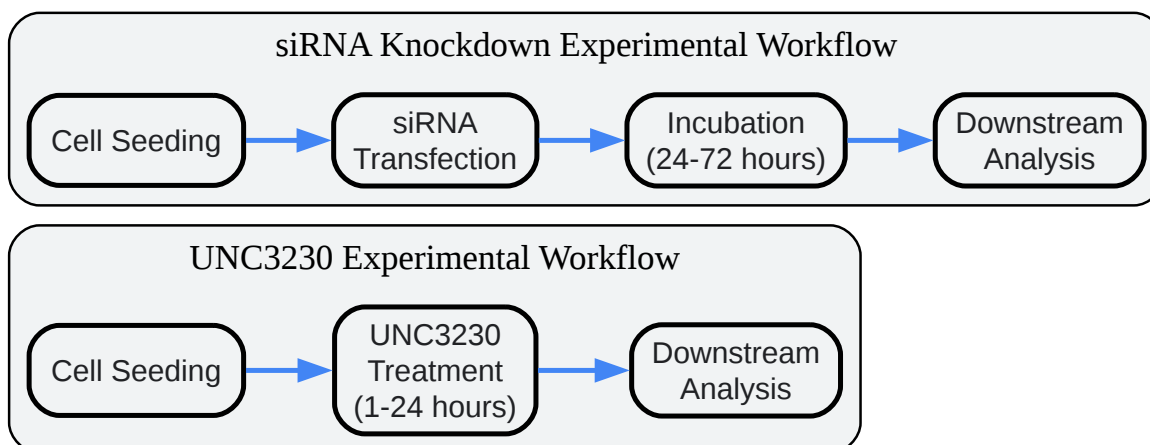 siRNA Knockdown Experimental Workflow
Cell Seeding
siRNA
Transfection
Incubation
(24-72 hours)
Downstream
Analysis
UNC3230 Experimental Workflow
Cell Seeding
UNC3230
Treatment
(1-24 hours)
Downstream
Analysis